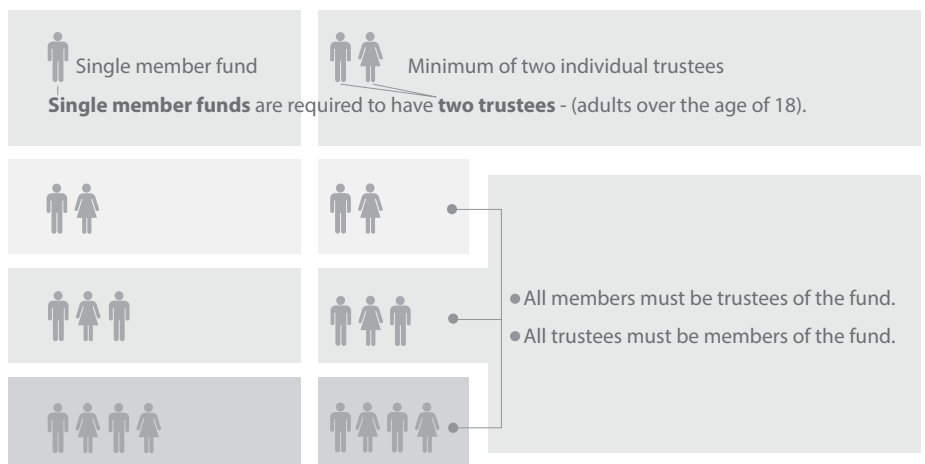 Single member fund
Minimum of two individual trustees
Single member funds are required to have two trustees - (adults over the age of 18).
● All members must be trustees of the fund.
● All trustees must be members of the fund.